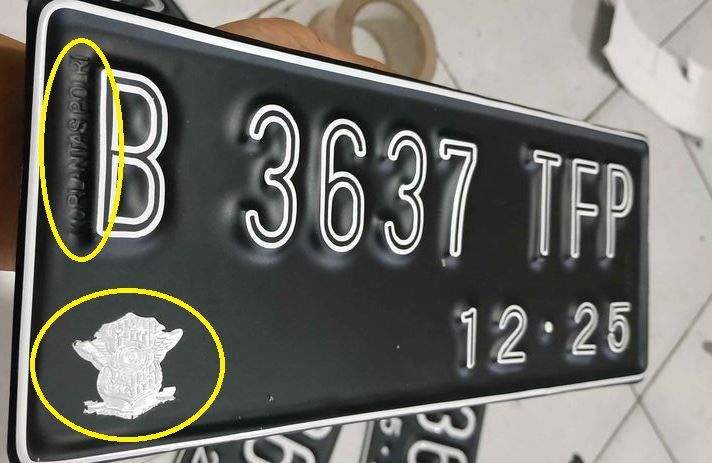 KORLANTAS POLRI
B 3637 TFP
12·25